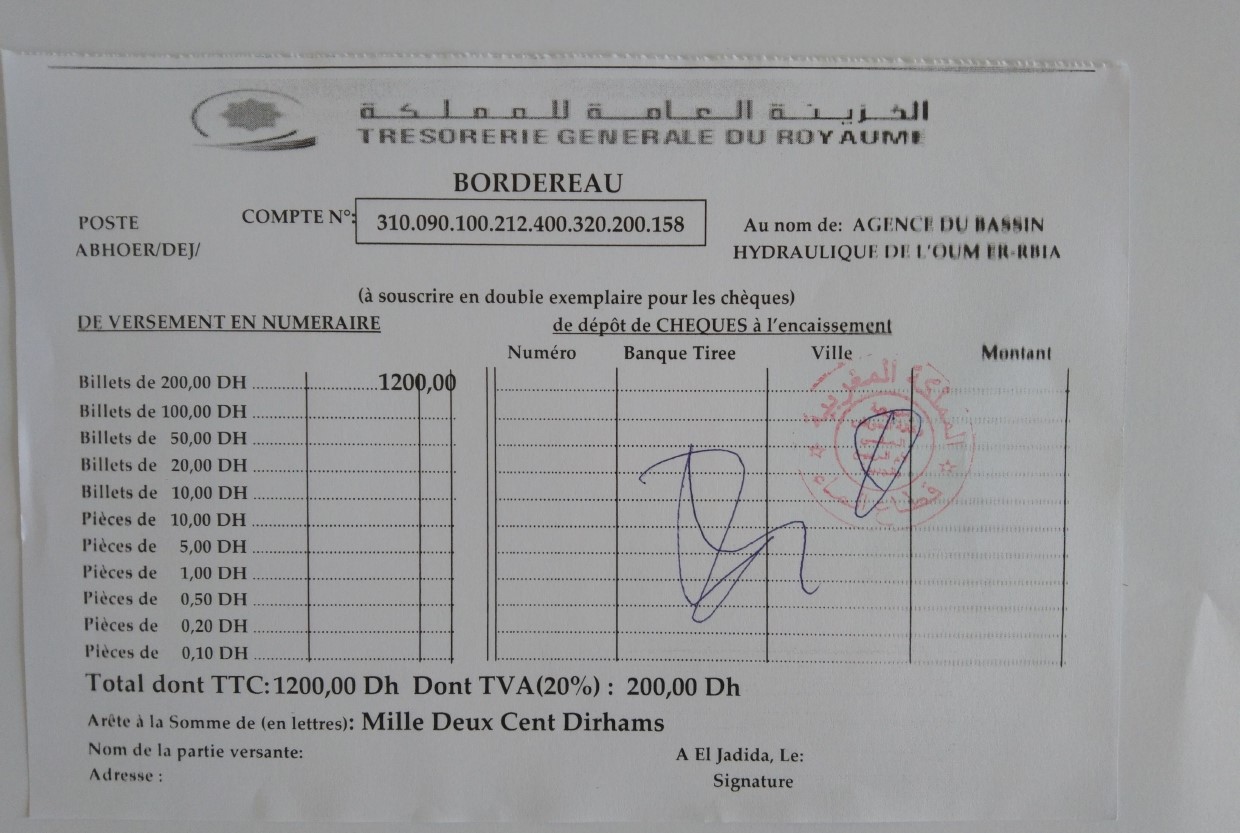 الخزينة العامة للمملكة
TRESORERIE GENERALE DU ROYAUME
BORDEREAU
POSTE
ABHOER/DEJ/
COMPTE N°: 310.090.100.212.400.320.200.158
Au nom de: AGENCE DU BASSIN
HYDRAULIQUE DE L'OUM ER-RBIA
(à souscrire en double exemplaire pour les chèques)
DE VERSEMENT EN NUMERAIRE
de dépôt de CHEQUES à l'encaissement
Numéro Banque Tiree Ville Montant
Billets de 200,00 DH 1200,00
Billets de 100,00 DH
Billets de 50,00 DH
Billets de 20,00 DH
Billets de 10,00 DH
Pièces de 10,00 DH
Pièces de 5,00 DH
Pièces de 1,00 DH
Pièces de 0,50 DH
Pièces de 0,20 DH
Pièces de 0,10 DH
المملكة المغربية
Total dont TTC: 1200,00 Dh Dont TVA(20%) : 200,00 Dh
Arête à la Somme de (en lettres): Mille Deux Cent Dirhams
Nom de la partie versante:
Adresse :
A El Jadida, Le:
Signature